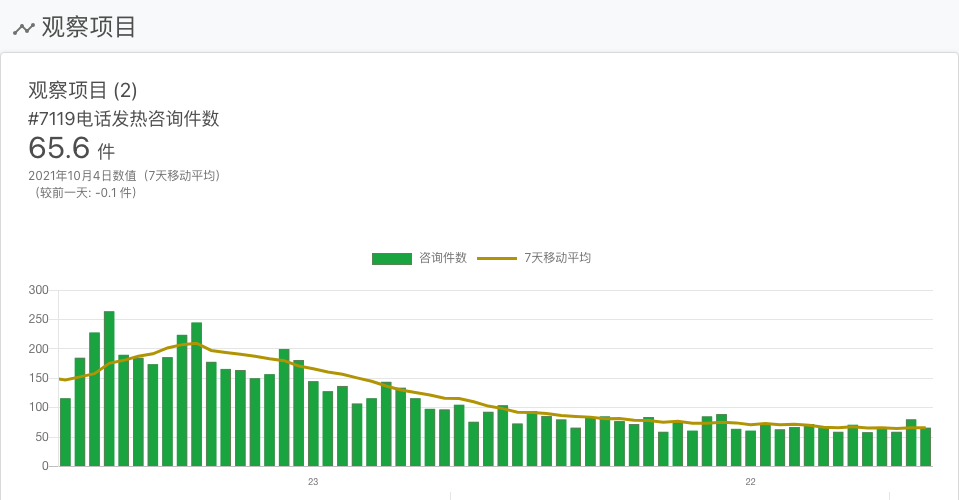 观察项目
观察项目 (2)
#7119电话发热咨询件数
65.6 件
2021年10月4日数值（7天移动平均）
（较前一天: -0.1 件）
咨询件数 7天移动平均
300
250
200
150
100
50
0
23 22